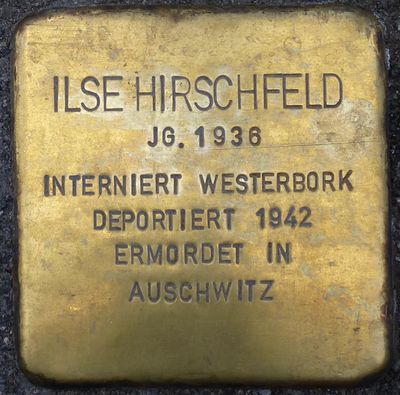 ILSE HIRSCHFELD
JG. 1936
INTERNIERT WESTERBORK
DEPORTIERT 1942
ERMORDET IN
AUSCHWITZ